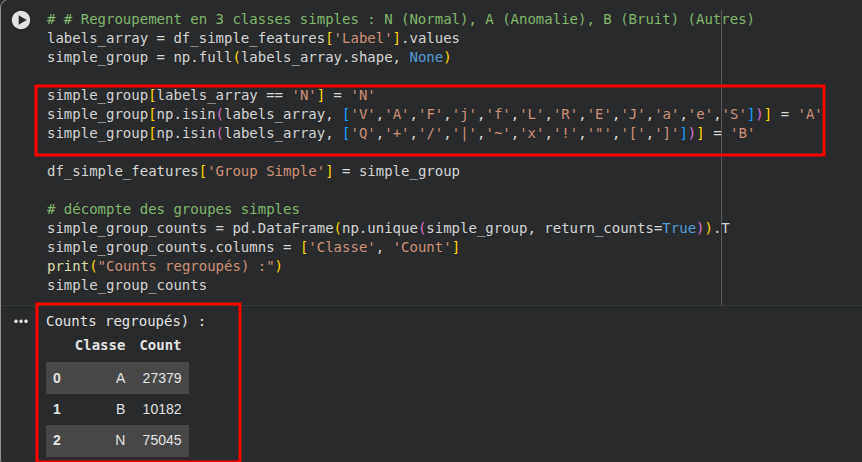 # # Regroupement en 3 classes simples : N (Normal), A (Anomalie), B (Bruit) (Autres)
labels_array = df_simple_features['Label'].values
simple_group = np.full(labels_array.shape, None)
simple_group[labels_array == 'N'] = 'N'
simple_group[np.isin(labels_array, ['V','A','F','j','f','L','R','E','J','a','e','S'])] = 'A'
simple_group[np.isin(labels_array, ['Q','+','/','|','~','x','!','"','[',']'])] = 'B'
df_simple_features['Group Simple'] = simple_group
# décompte des groupes simples
simple_group_counts = pd.DataFrame(np.unique(simple_group, return_counts=True)).T
simple_group_counts.columns = ['Classe', 'Count']
print("Counts regroupés) :")
simple_group_counts
Counts regroupés) :
Classe Count
0 A 27379
1 B 10182
2 N 75045